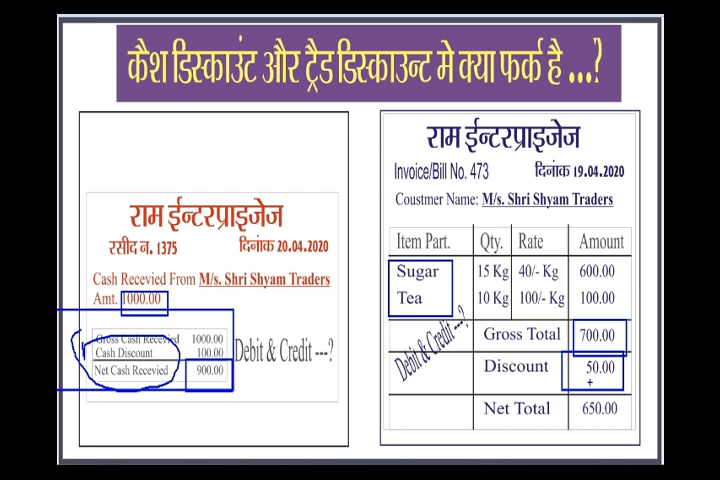 कैश डिस्काउंट और ट्रैड डिस्काउन्ट मे क्या फर्क है ...?
राम ईन्टरप्राइजेज
रसीद न. 1375 दिनांक 20.04.2020
Cash Recevied From M/s. Shri Shyam Traders
Amt. 1000.00
Gross Cash Recevied 1000.00
Cash Discount 100.00
Net Cash Recevied 900.00
Debit & Credit ---?
राम ईन्टरप्राइजेज
Invoice/Bill No. 473 दिनांक 19.04.2020
Coustmer Name: M/s. Shri Shyam Traders
Item Part. Qty. Rate Amount
Sugar 15 Kg 40/- Kg 600.00
Tea 10 Kg 100/- Kg 100.00
Gross Total 700.00
Debit & Credit ---?
Discount 50.00
Net Total 650.00